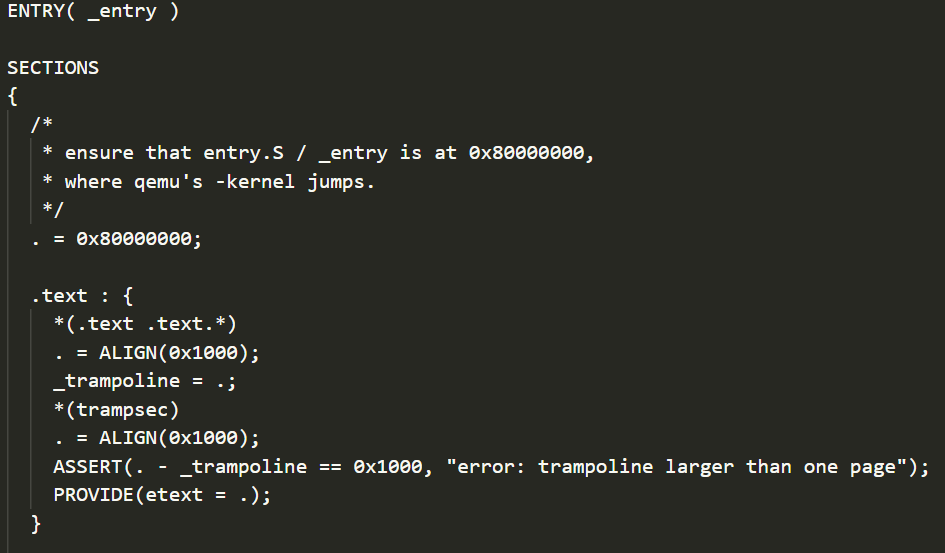 ENTRY( _entry )
SECTIONS
{
/*
* ensure that entry.S / _entry is at 0x80000000,
* where qemu's -kernel jumps.
*/
. = 0x80000000;
.text : {
*(.text .text.*)
. = ALIGN(0x1000);
_trampoline = .;
*(trampsec)
. = ALIGN(0x1000);
ASSERT(. - _trampoline == 0x1000, "error: trampoline larger than one page");
PROVIDE(etext = .);
}